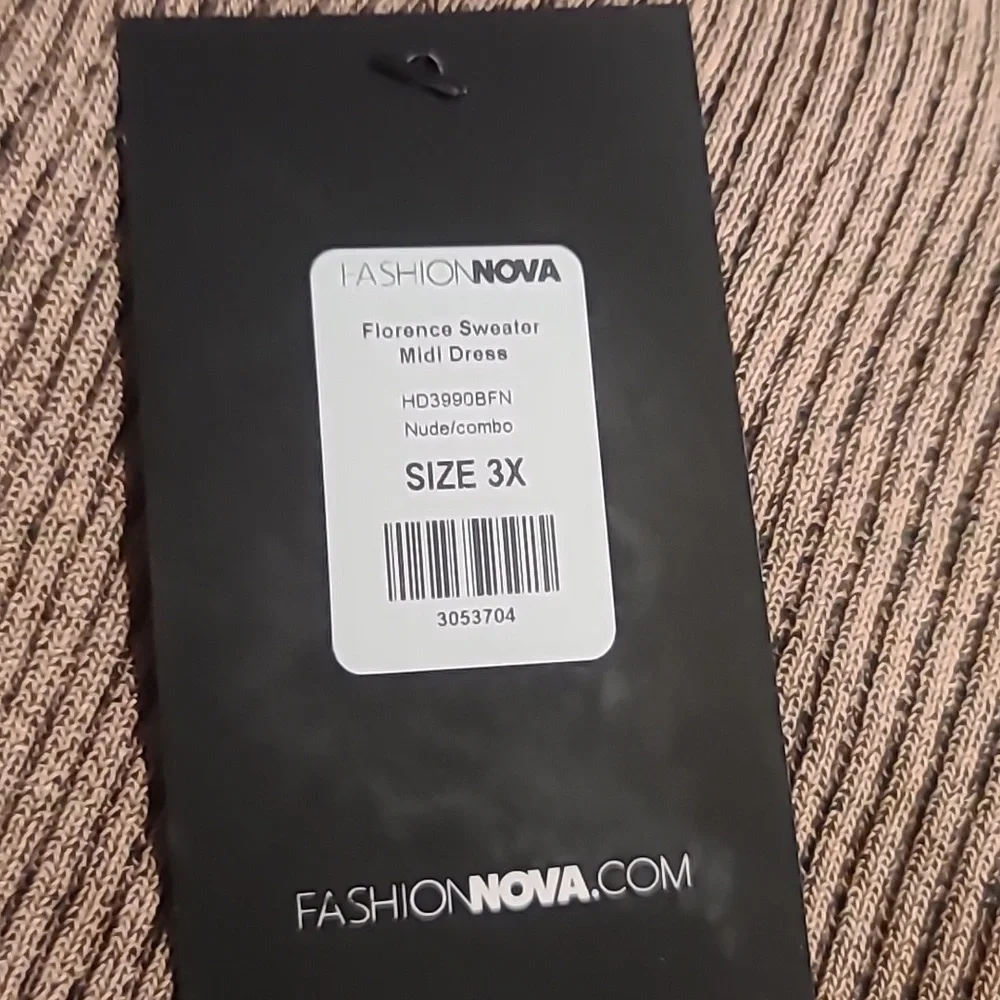 FASHIONNOVA
Florence Sweater
Midi Dress
HD3990BFN
Nude/combo
SIZE 3X
3053704
FASHIONNOVA.COM